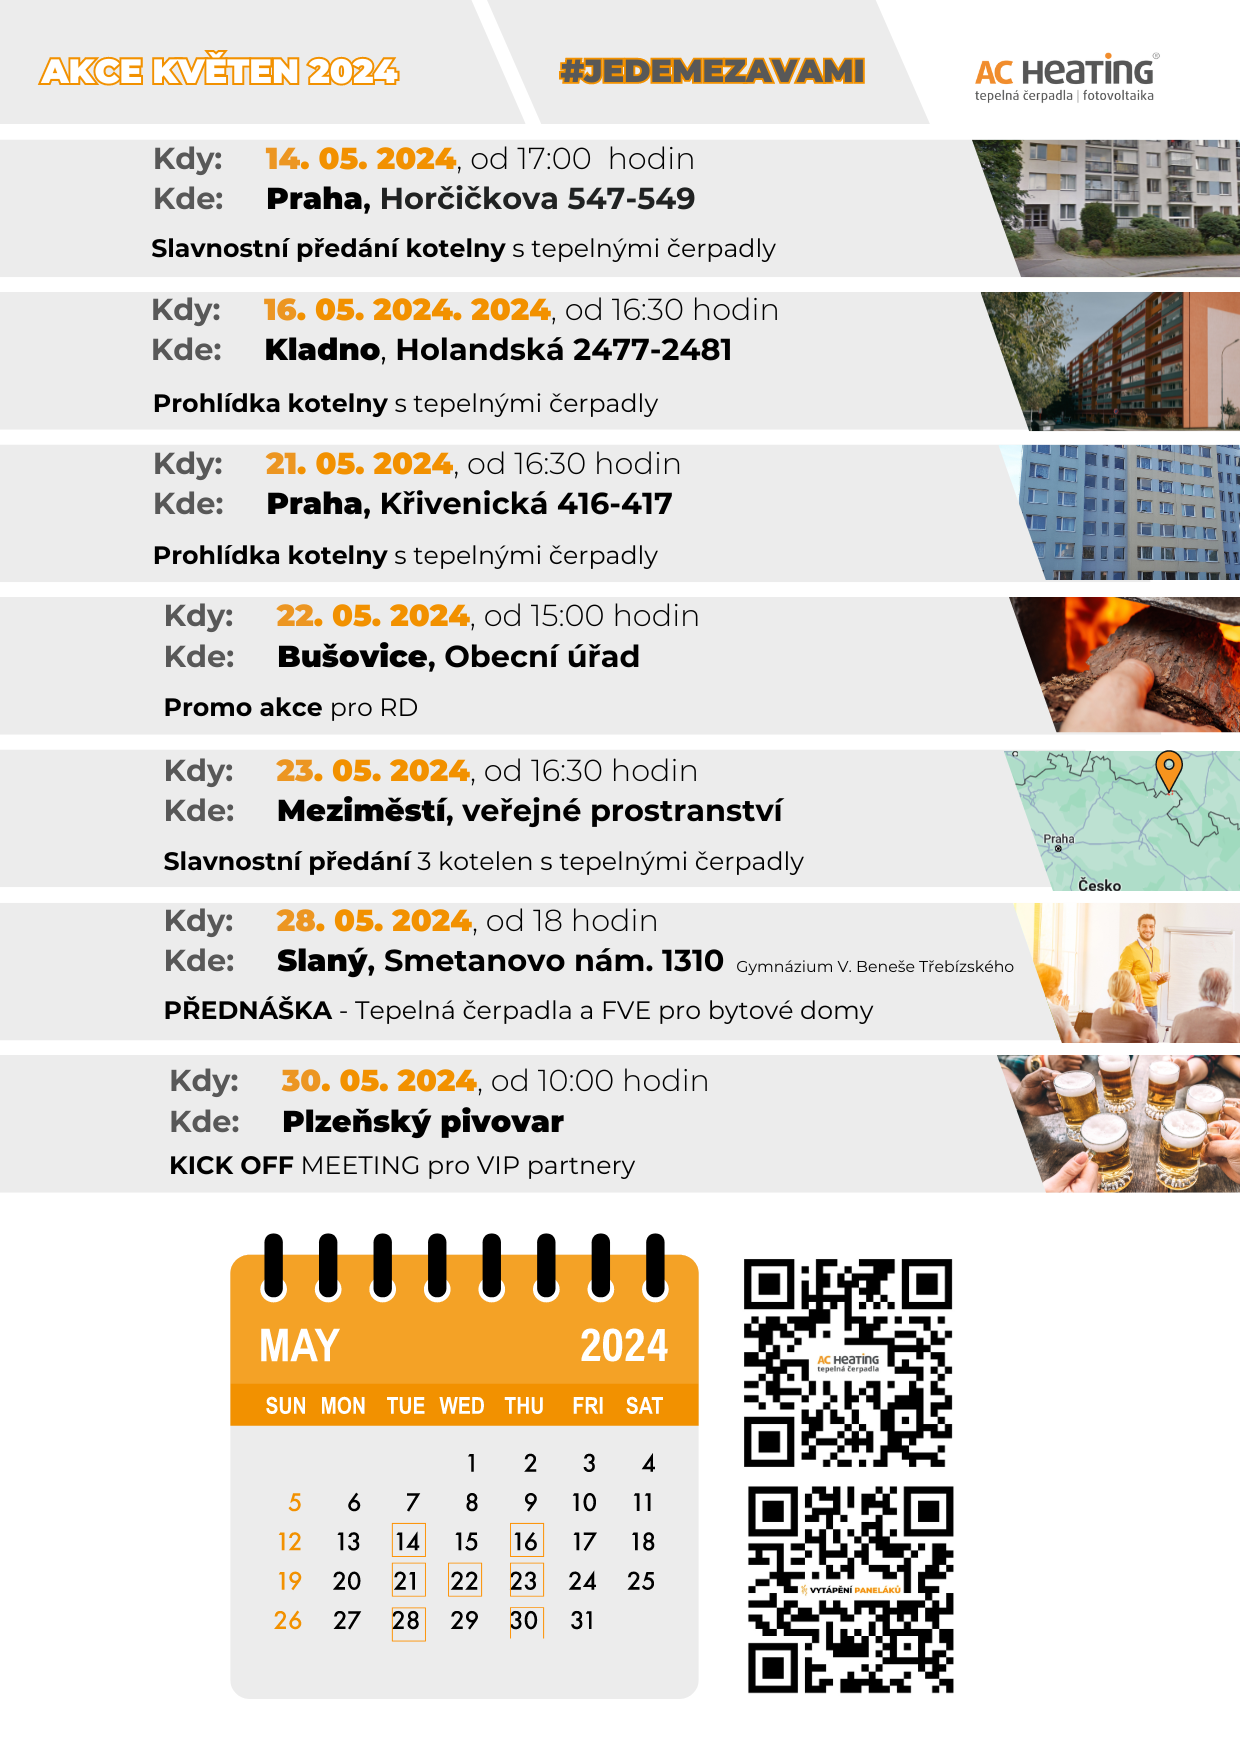 AKCE KVĚTEN 2024
#JEDEMEZAVAMI
AC HEATING®
tepelná čerpadla | fotovoltaika
Kdy: 14. 05. 2024, od 17:00 hodin
Kde: Praha, Horčičkova 547-549
Slavnostní předání kotelny s tepelnými čerpadly
Kdy: 16. 05. 2024. 2024, od 16:30 hodin
Kde: Kladno, Holandská 2477-2481
Prohlídka kotelny s tepelnými čerpadly
Kdy: 21. 05. 2024, od 16:30 hodin
Kde: Praha, Křivenická 416-417
Prohlídka kotelny s tepelnými čerpadly
Kdy: 22. 05. 2024, od 15:00 hodin
Kde: Bušovice, Obecní úřad
Promo akce pro RD
Kdy: 23. 05. 2024, od 16:30 hodin
Kde: Meziměstí, veřejné prostranství
Slavnostní předání 3 kotelen s tepelnými čerpadly
Praha
Česko
Kdy: 28. 05. 2024, od 18 hodin
Kde: Slaný, Smetanovo nám. 1310 Gymnázium V. Beneše Třebízského
PŘEDNÁŠKA - Tepelná čerpadla a FVE pro bytové domy
Kdy: 30. 05. 2024, od 10:00 hodin
Kde: Plzeňský pivovar
KICK OFF MEETING pro VIP partnery
MAY 2024
SUN MON TUE WED THU FRI SAT
1 2 3 4
5 6 7 8 9 10 11
12 13 14 15 16 17 18
19 20 21 22 23 24 25
26 27 28 29 30 31
AC HEATING
tepelná čerpadla
VYTÁPĚNÍ PANELÁKŮ